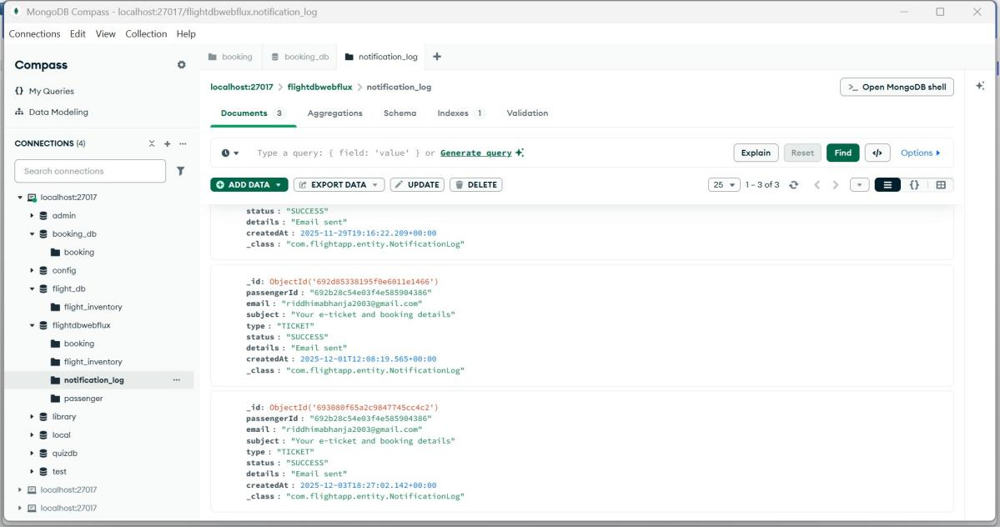 MongoDB Compass - localhost:27017/flightdbwebflux.notification_log
Connections Edit View Collection Help
Compass
My Queries
Data Modeling
CONNECTIONS (4)
Search connections
localhost:27017
admin
booking_db
booking
config
flight_db
flight_inventory
flightdbwebflux
booking
flight_inventory
notification_log
passenger
library
local
quizdb
test
localhost:27017
localhost:27017
booking booking_db notification_log
localhost:27017 > flightdbwebflux > notification_log
>_ Open MongoDB shell
Documents 3 Aggregations Schema Indexes 1 Validation
Type a query: { field: 'value' } or Generate query
Explain Reset Find </> Options
ADD DATA EXPORT DATA UPDATE DELETE
25 1 – 3 of 3 {}
status : "SUCCESS"
details : "Email sent"
createdAt : 2025-11-29T19:16:22.209+00:00
_class : "com.flightapp.entity.NotificationLog"
_id: ObjectId('692d85338195f0e6011e1466')
passengerId : "692b28c54e03f4e585904386"
email : "riddhimabhanja2003@gmail.com"
subject : "Your e-ticket and booking details"
type : "TICKET"
status : "SUCCESS"
details : "Email sent"
createdAt : 2025-12-01T12:08:19.565+00:00
_class : "com.flightapp.entity.NotificationLog"
_id: ObjectId('693080f65a2c9847745cc4c2')
passengerId : "692b28c54e03f4e585904386"
email : "riddhimabhanja2003@gmail.com"
subject : "Your e-ticket and booking details"
type : "TICKET"
status : "SUCCESS"
details : "Email sent"
createdAt : 2025-12-03T18:27:02.142+00:00
_class : "com.flightapp.entity.NotificationLog"